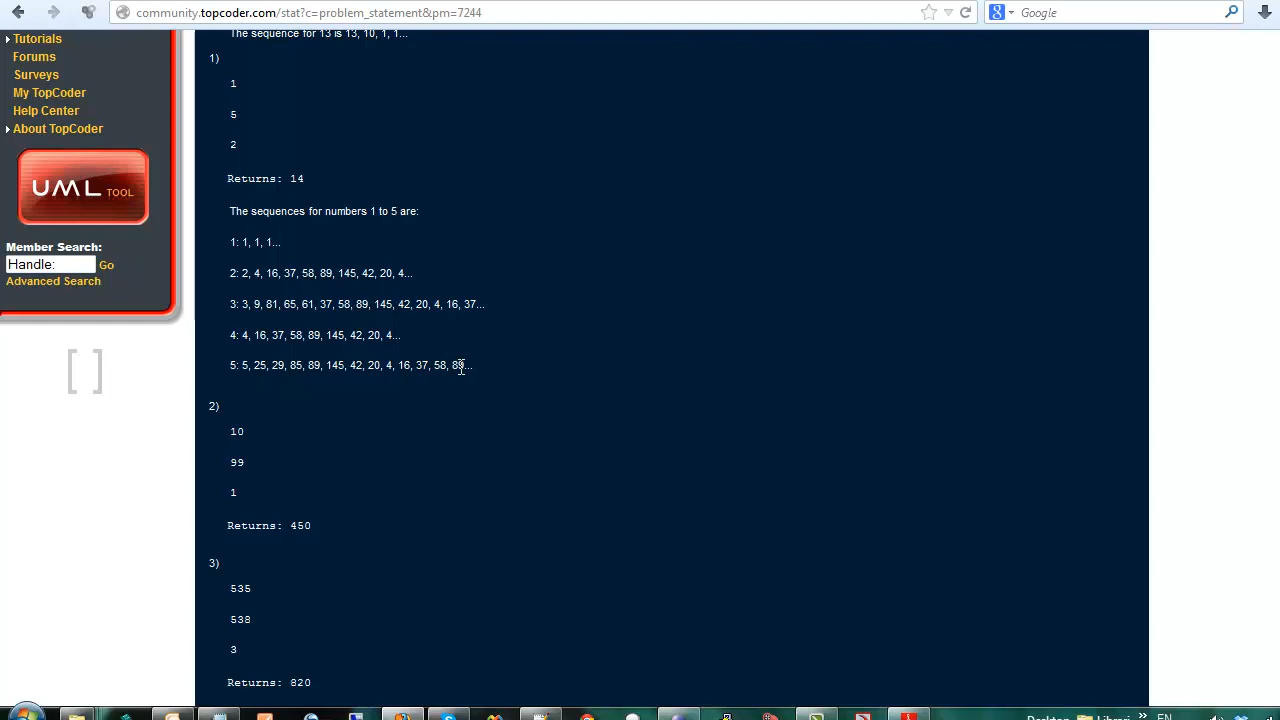 community.topcoder.com/stat?c=problem_statement&pm=7244
Google
Tutorials
Forums
Surveys
My TopCoder
Help Center
About TopCoder
UML TOOL
Member Search:
Handle:
Go
Advanced Search
[ ]
The sequence for 13 is 13, 10, 1, 1...
1)
1
5
2
Returns: 14
The sequences for numbers 1 to 5 are:
1: 1, 1, 1...
2: 2, 4, 16, 37, 58, 89, 145, 42, 20, 4...
3: 3, 9, 81, 65, 61, 37, 58, 89, 145, 42, 20, 4, 16, 37...
4: 4, 16, 37, 58, 89, 145, 42, 20, 4...
5: 5, 25, 29, 85, 89, 145, 42, 20, 4, 16, 37, 58, 89...
2)
10
99
1
Returns: 450
3)
535
538
3
Returns: 820
Desktop
»
Librari
EN